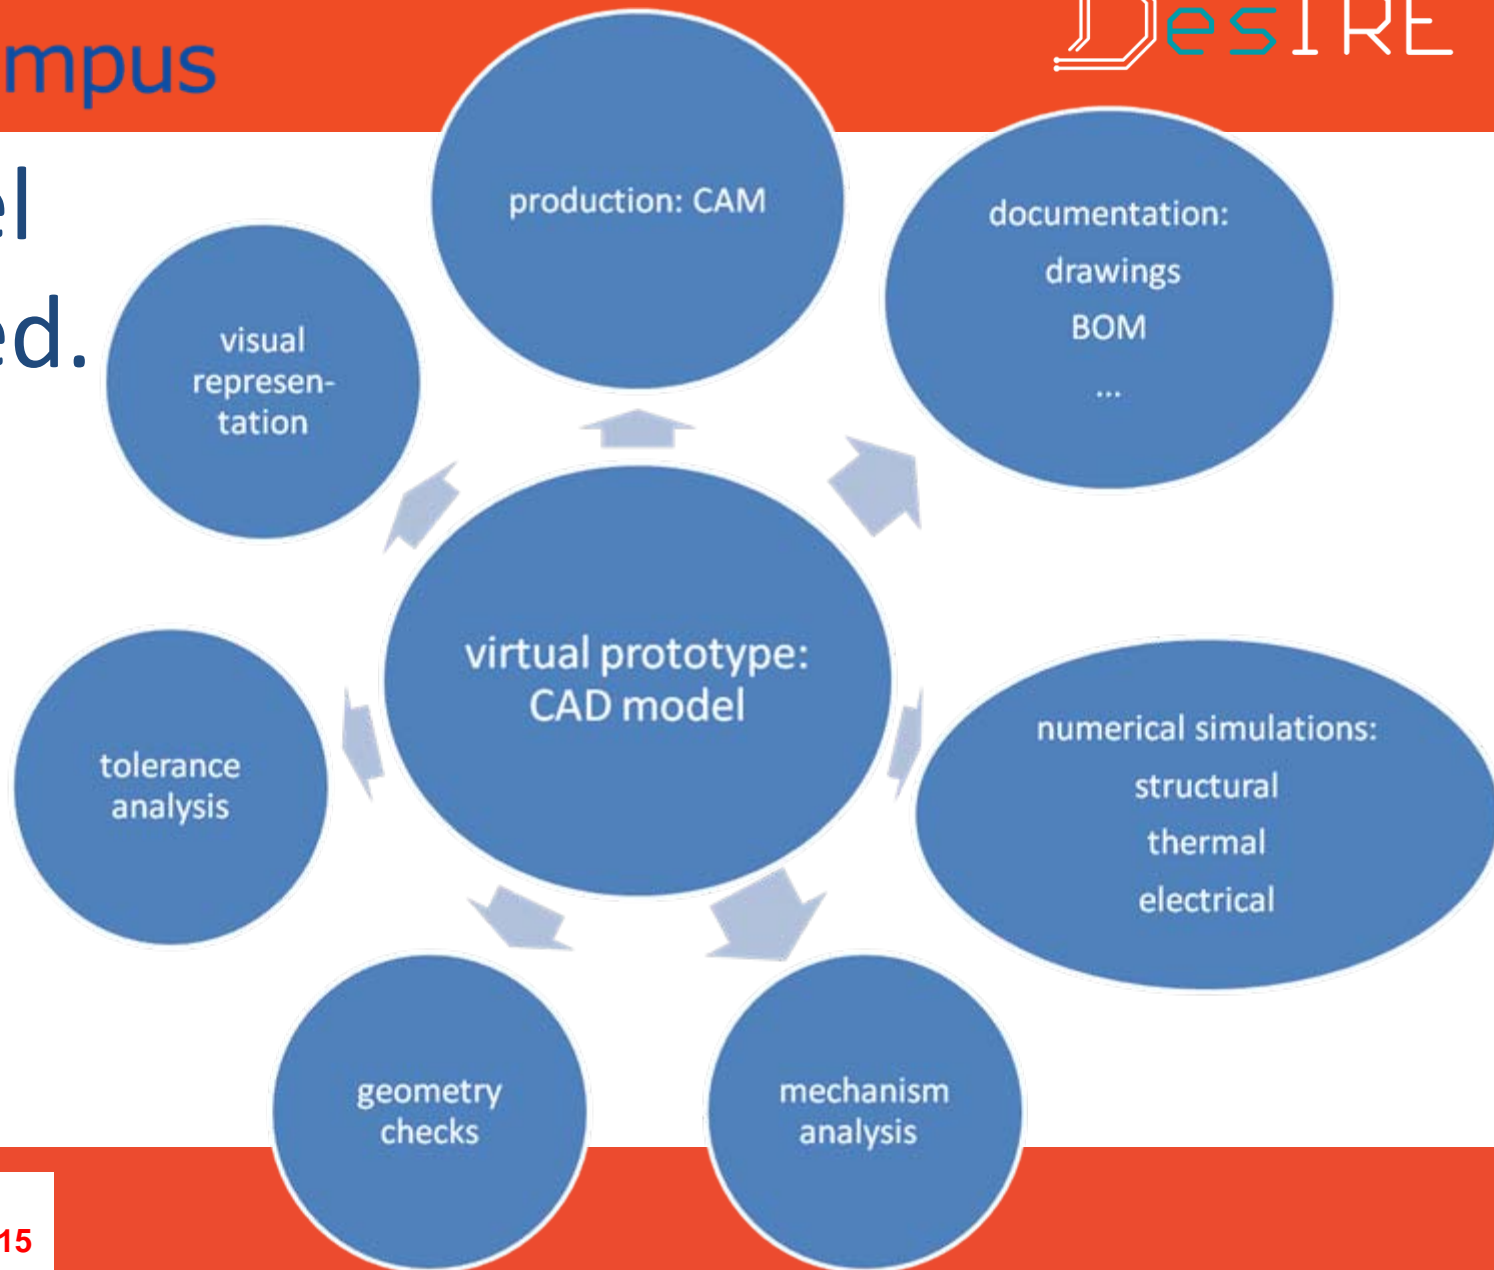 mpus
DesIRE
el
ed.
production: CAM
documentation:
drawings
BOM
...
visual
represen-
tation
virtual prototype:
CAD model
numerical simulations:
structural
thermal
electrical
tolerance
analysis
geometry
checks
mechanism
analysis
15